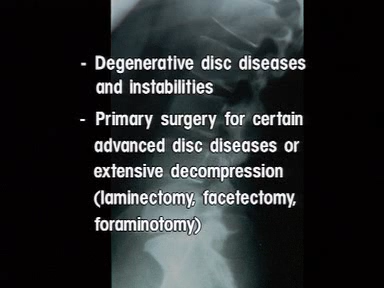 - Degenerative disc diseases
and instabilities
- Primary surgery for certain
advanced disc diseases or
extensive decompression
(laminectomy, facetectomy,
foraminotomy)